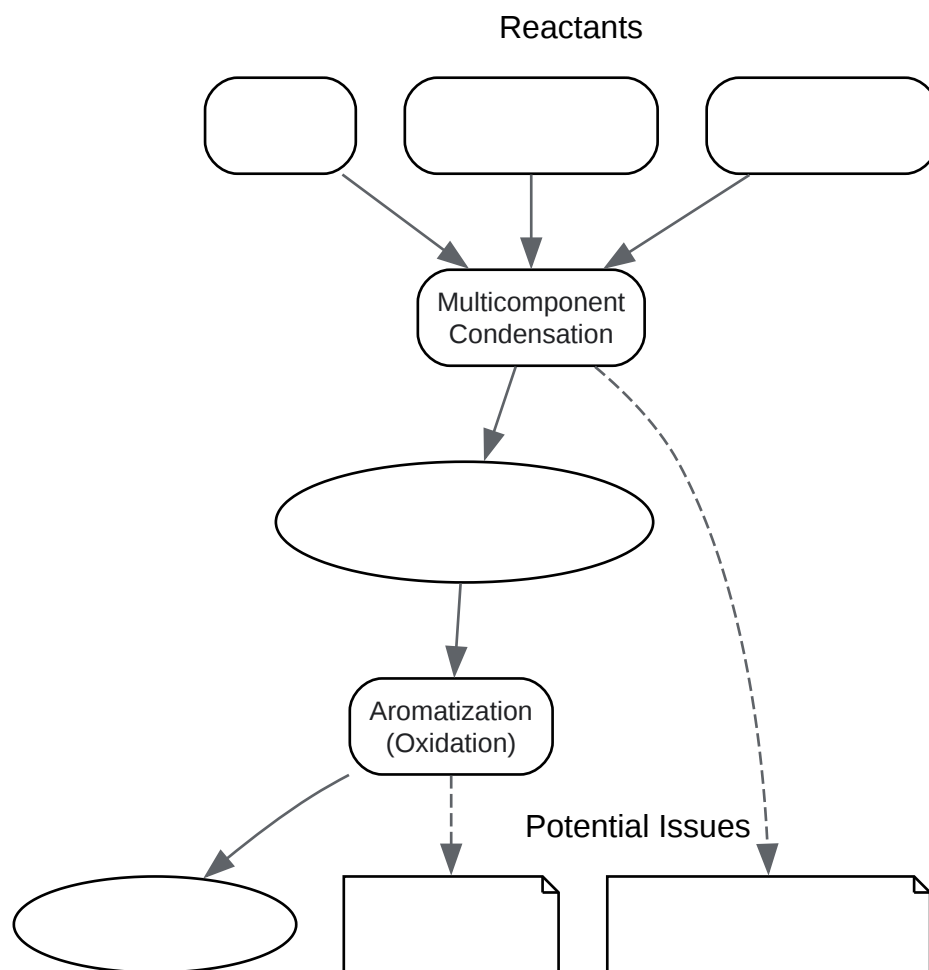 Reactants
Multicomponent
Condensation
Aromatization
(Oxidation)
Potential Issues